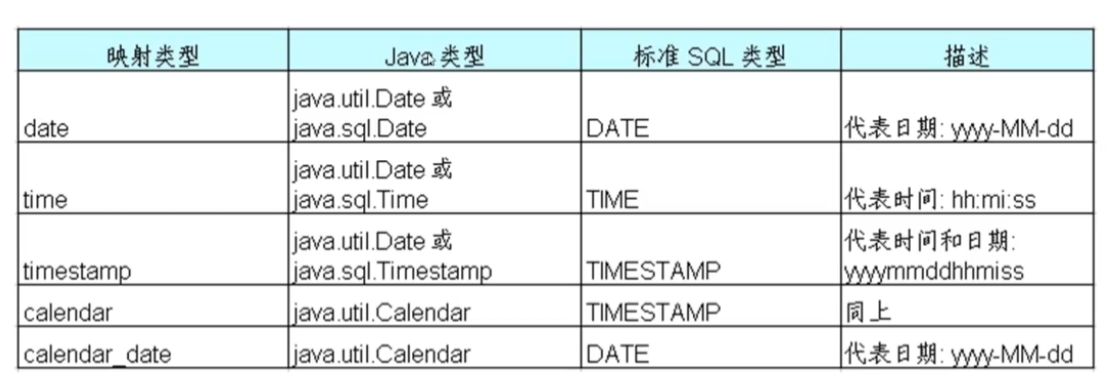 映射类型 Java 类型 标准 SQL 类型 描述
java.util.Date 或
date java.sql.Date DATE 代表日期: yyyy-MM-dd
java.util.Date 或
time java.sql.Time TIME 代表时间: hh:mi:ss
java.util.Date 或 代表时间和日期:
timestamp java.sql.Timestamp TIMESTAMP yyyymmddhhmiss
calendar java.util.Calendar TIMESTAMP 同上
calendar_date java.util.Calendar DATE 代表日期: yyyy-MM-dd